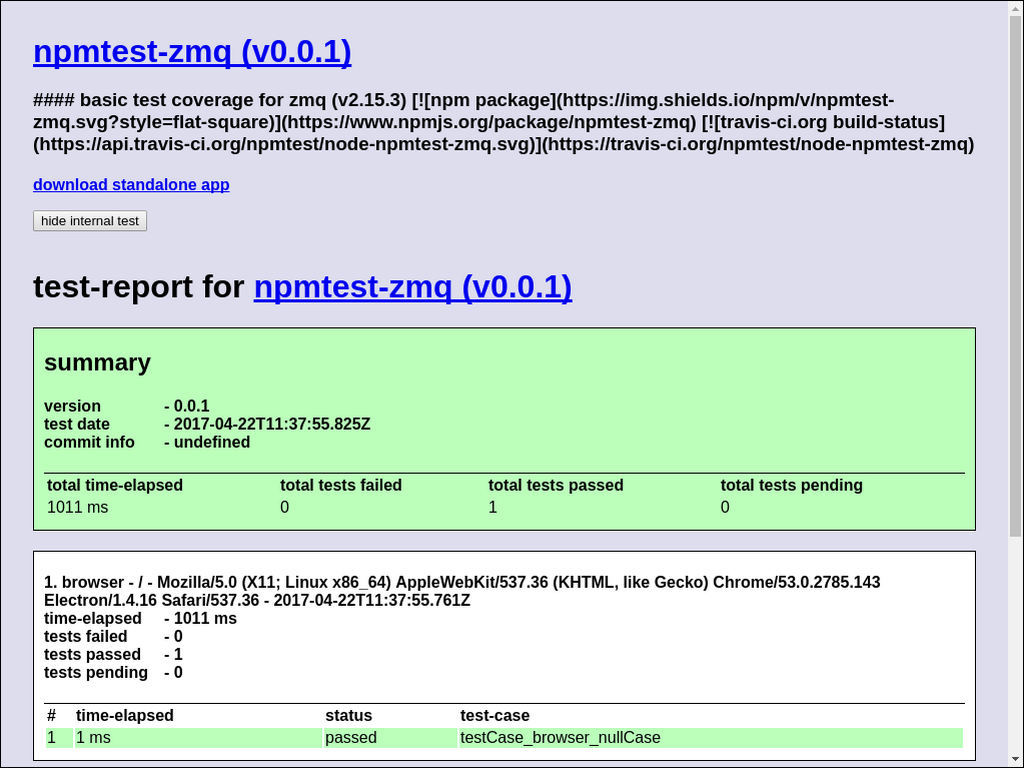 npmtest-zmq (v0.0.1)
#### basic test coverage for zmq (v2.15.3) [![npm package](https://img.shields.io/npm/v/npmtest-
zmq.svg?style=flat-square)](https://www.npmjs.org/package/npmtest-zmq) [![travis-ci.org build-status]
(https://api.travis-ci.org/npmtest/node-npmtest-zmq.svg)](https://travis-ci.org/npmtest/node-npmtest-zmq)
download standalone app
hide internal test
test-report for npmtest-zmq (v0.0.1)
summary
version - 0.0.1
test date - 2017-04-22T11:37:55.825Z
commit info - undefined
total time-elapsed total tests failed total tests passed total tests pending
1011 ms 0 1 0
1. browser - / - Mozilla/5.0 (X11; Linux x86_64) AppleWebKit/537.36 (KHTML, like Gecko) Chrome/53.0.2785.143
Electron/1.4.16 Safari/537.36 - 2017-04-22T11:37:55.761Z
time-elapsed - 1011 ms
tests failed - 0
tests passed - 1
tests pending - 0
# time-elapsed status test-case
1 1 ms passed testCase_browser_nullCase